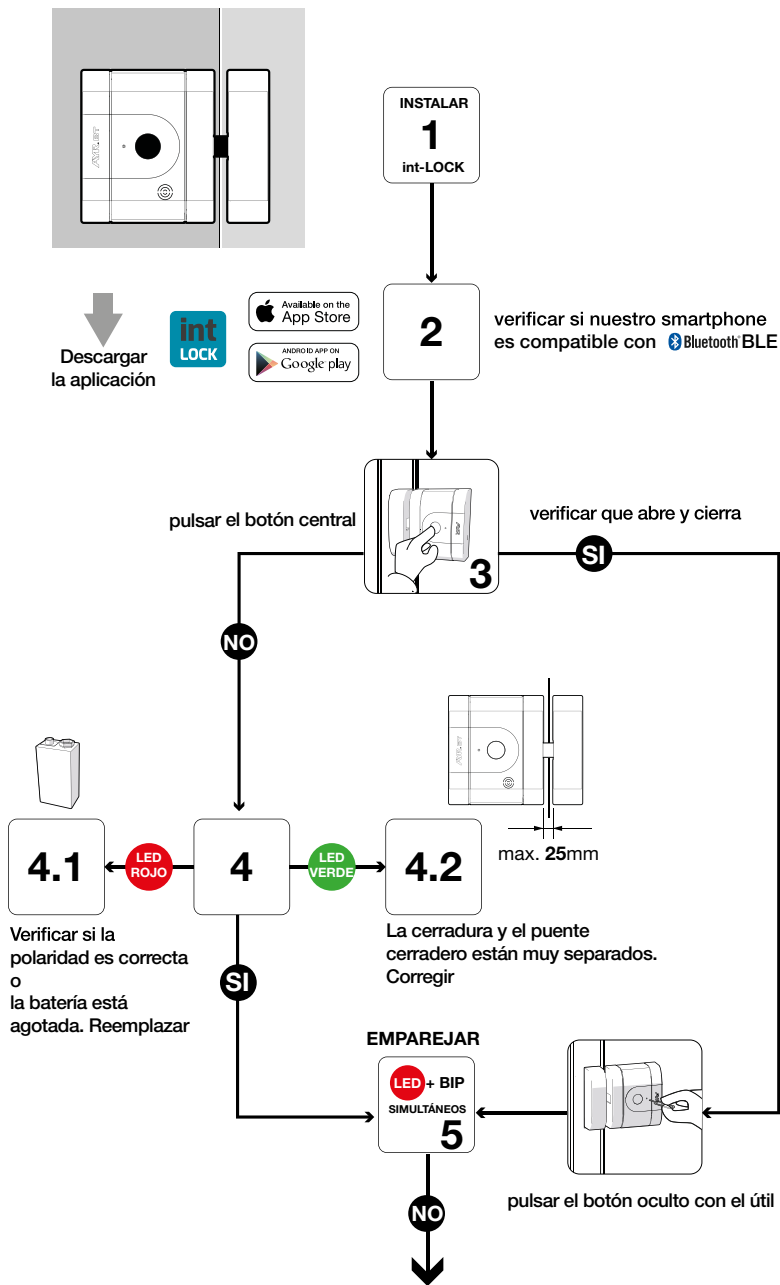 INSTALAR
1
int-LOCK
int
LOCK
Available on the
App Store
ANDROID APP ON
Google play
Descargar
la aplicación
2
verificar si nuestro smartphone
es compatible con Bluetooth BLE
pulsar el botón central
verificar que abre y cierra
3
SI
NO
max. 25mm
4.1
LED
ROJO
4
LED
VERDE
4.2
Verificar si la
polaridad es correcta
o
la batería está
agotada. Reemplazar
La cerradura y el puente
cerradero están muy separados.
Corregir
SI
EMPAREJAR
LED + BIP
SIMULTÁNEOS
5
pulsar el botón oculto con el útil
NO